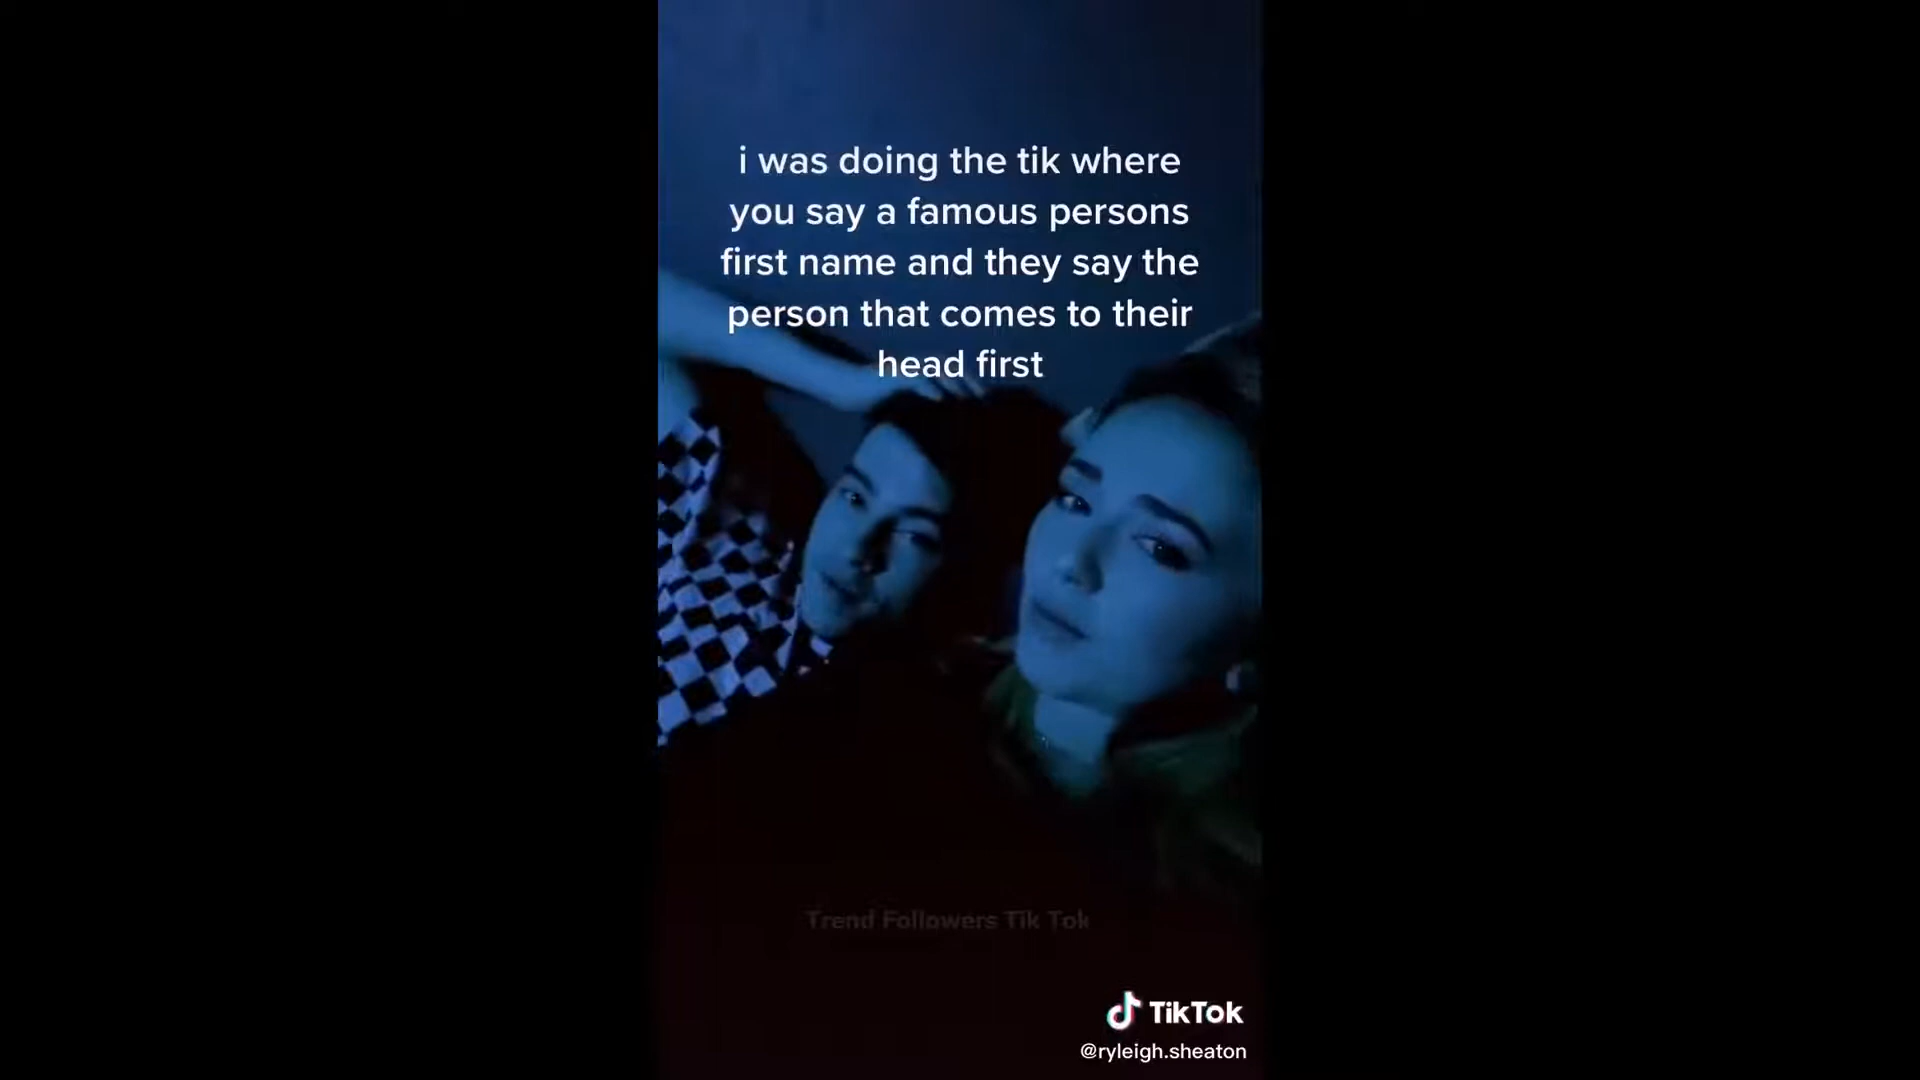 i was doing the tik where
you say a famous persons
first name and they say the
person that comes to their
head first
Trend Followers Tik Tok
TikTok
@ryleigh.sheaton